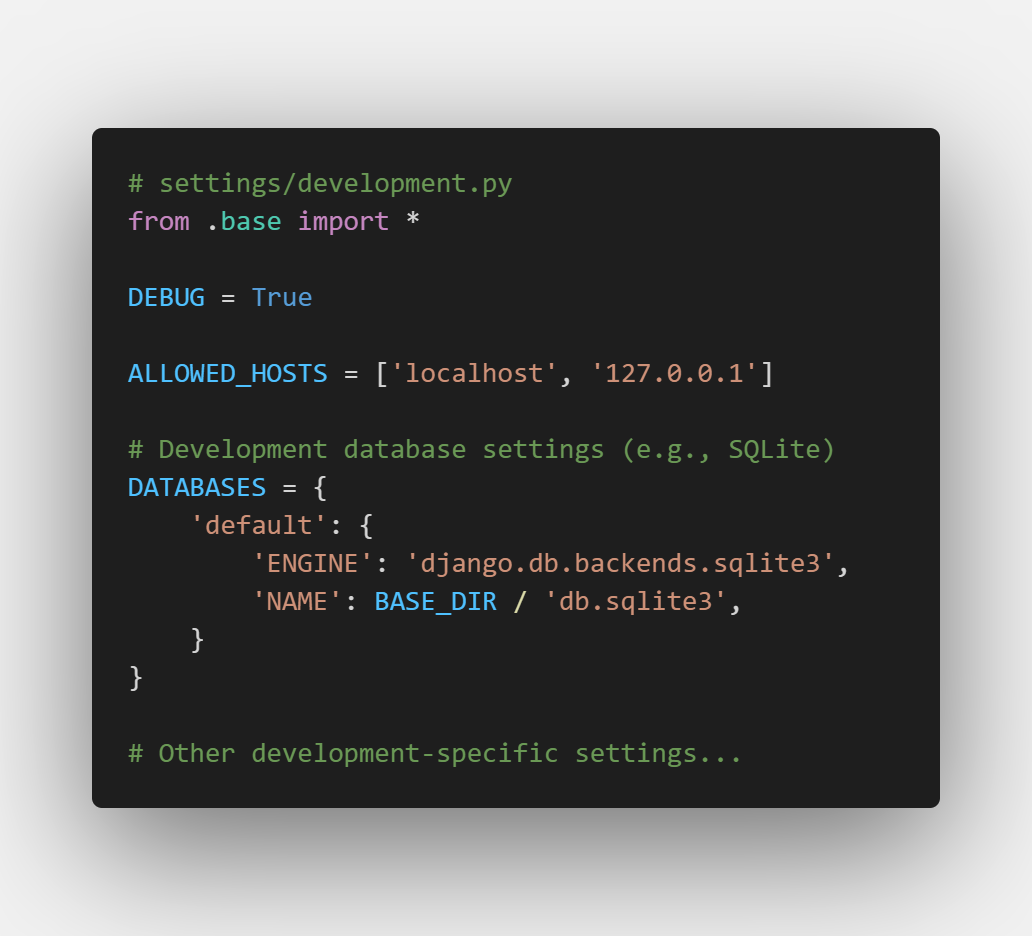 # settings/development.py
from .base import *
DEBUG = True
ALLOWED_HOSTS = ['localhost', '127.0.0.1']
# Development database settings (e.g., SQLite)
DATABASES = {
    'default': {
        'ENGINE': 'django.db.backends.sqlite3',
        'NAME': BASE_DIR / 'db.sqlite3',
    }
}
# Other development-specific settings...